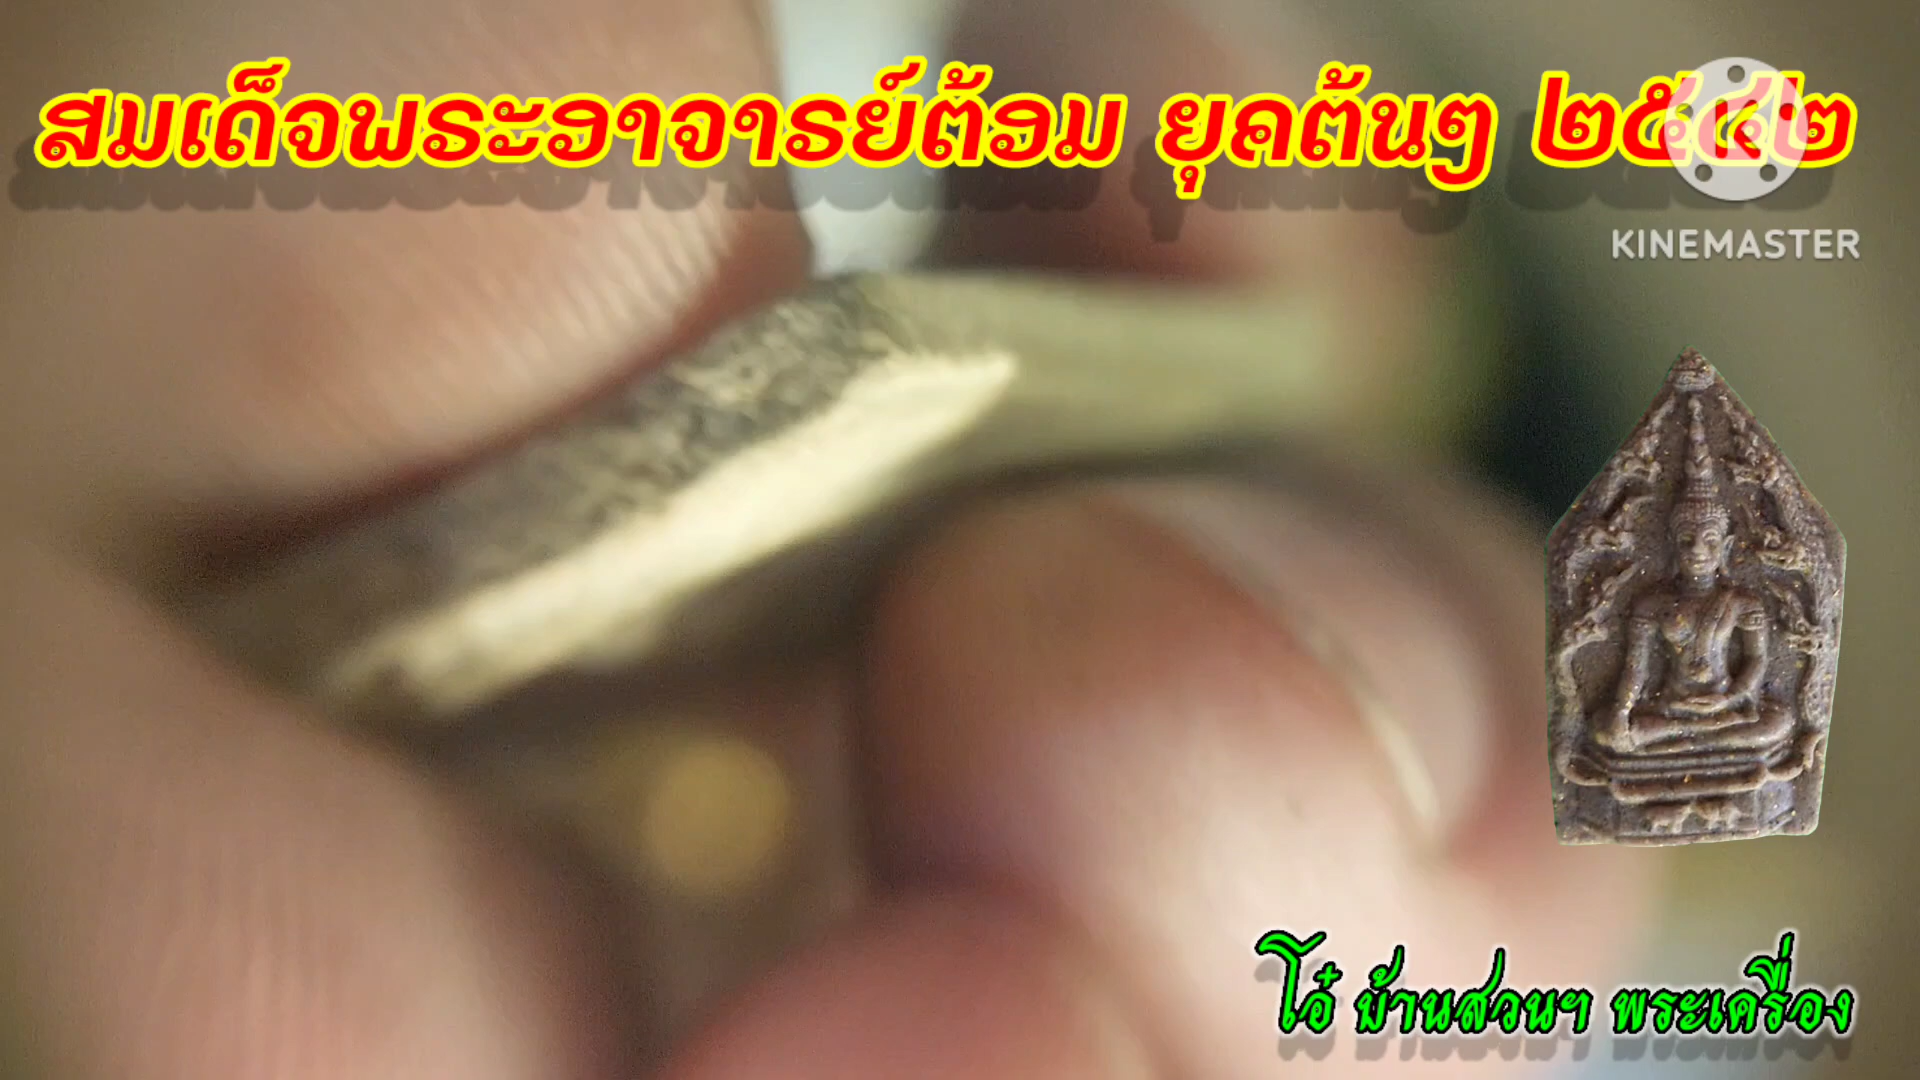 สมเด็จพระอาจารย์ต้อม ยุคต้นๆ ๒๕๔๒
KINEMASTER
โอ๋ บ้านสวนฯ พระเครื่อง